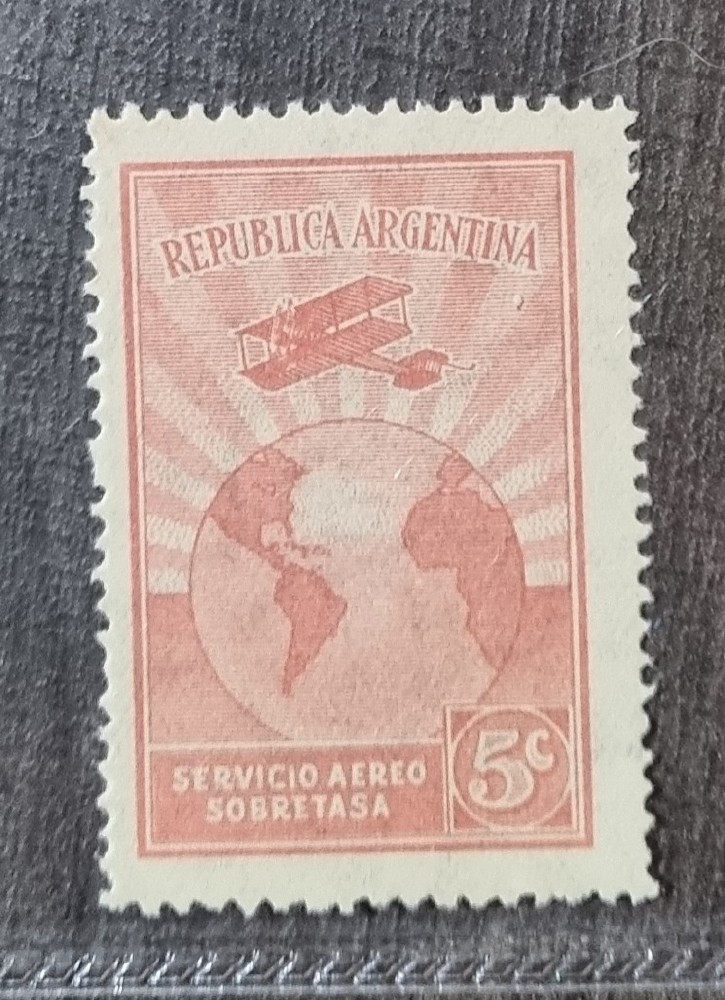 REPUBLICA ARGENTINA
SERVICIO AEREO
SOBRETASA
5c